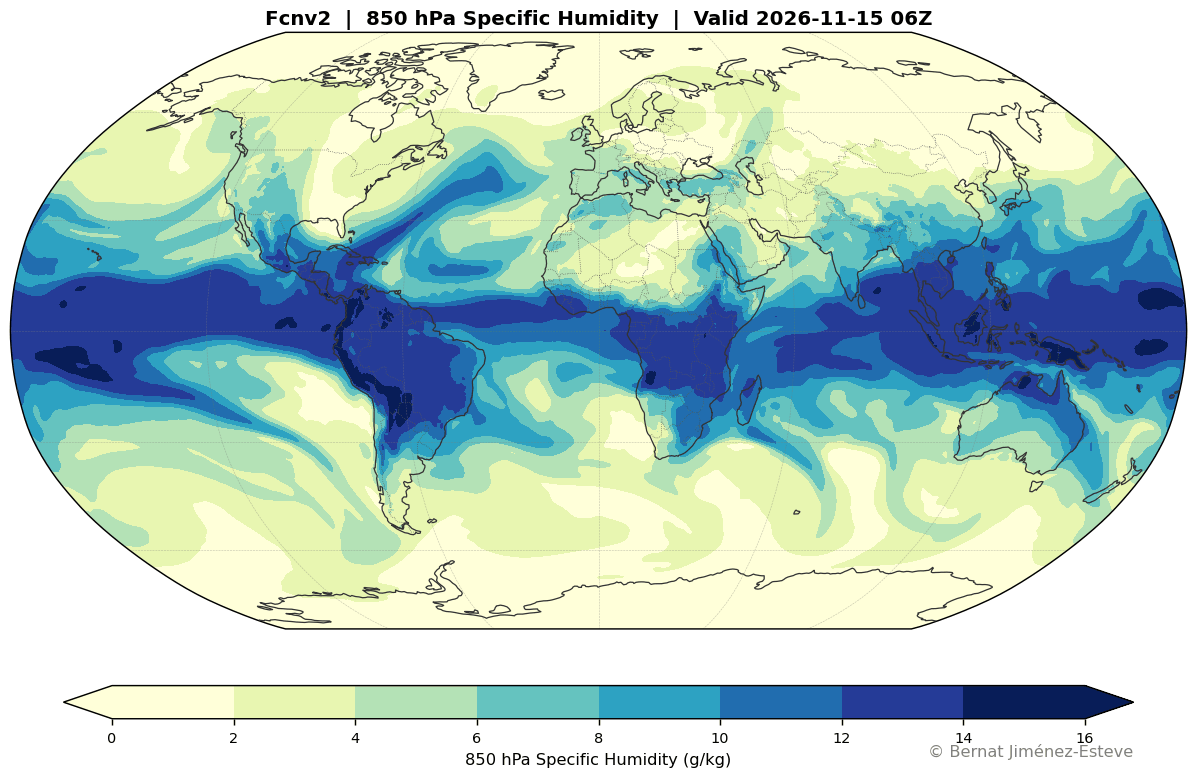 Fcnv2 | 850 hPa Specific Humidity | Valid 2026-11-15 06Z
0 2 4 6 8 10 12 14 16
850 hPa Specific Humidity (g/kg)
© Bernat Jiménez-Esteve